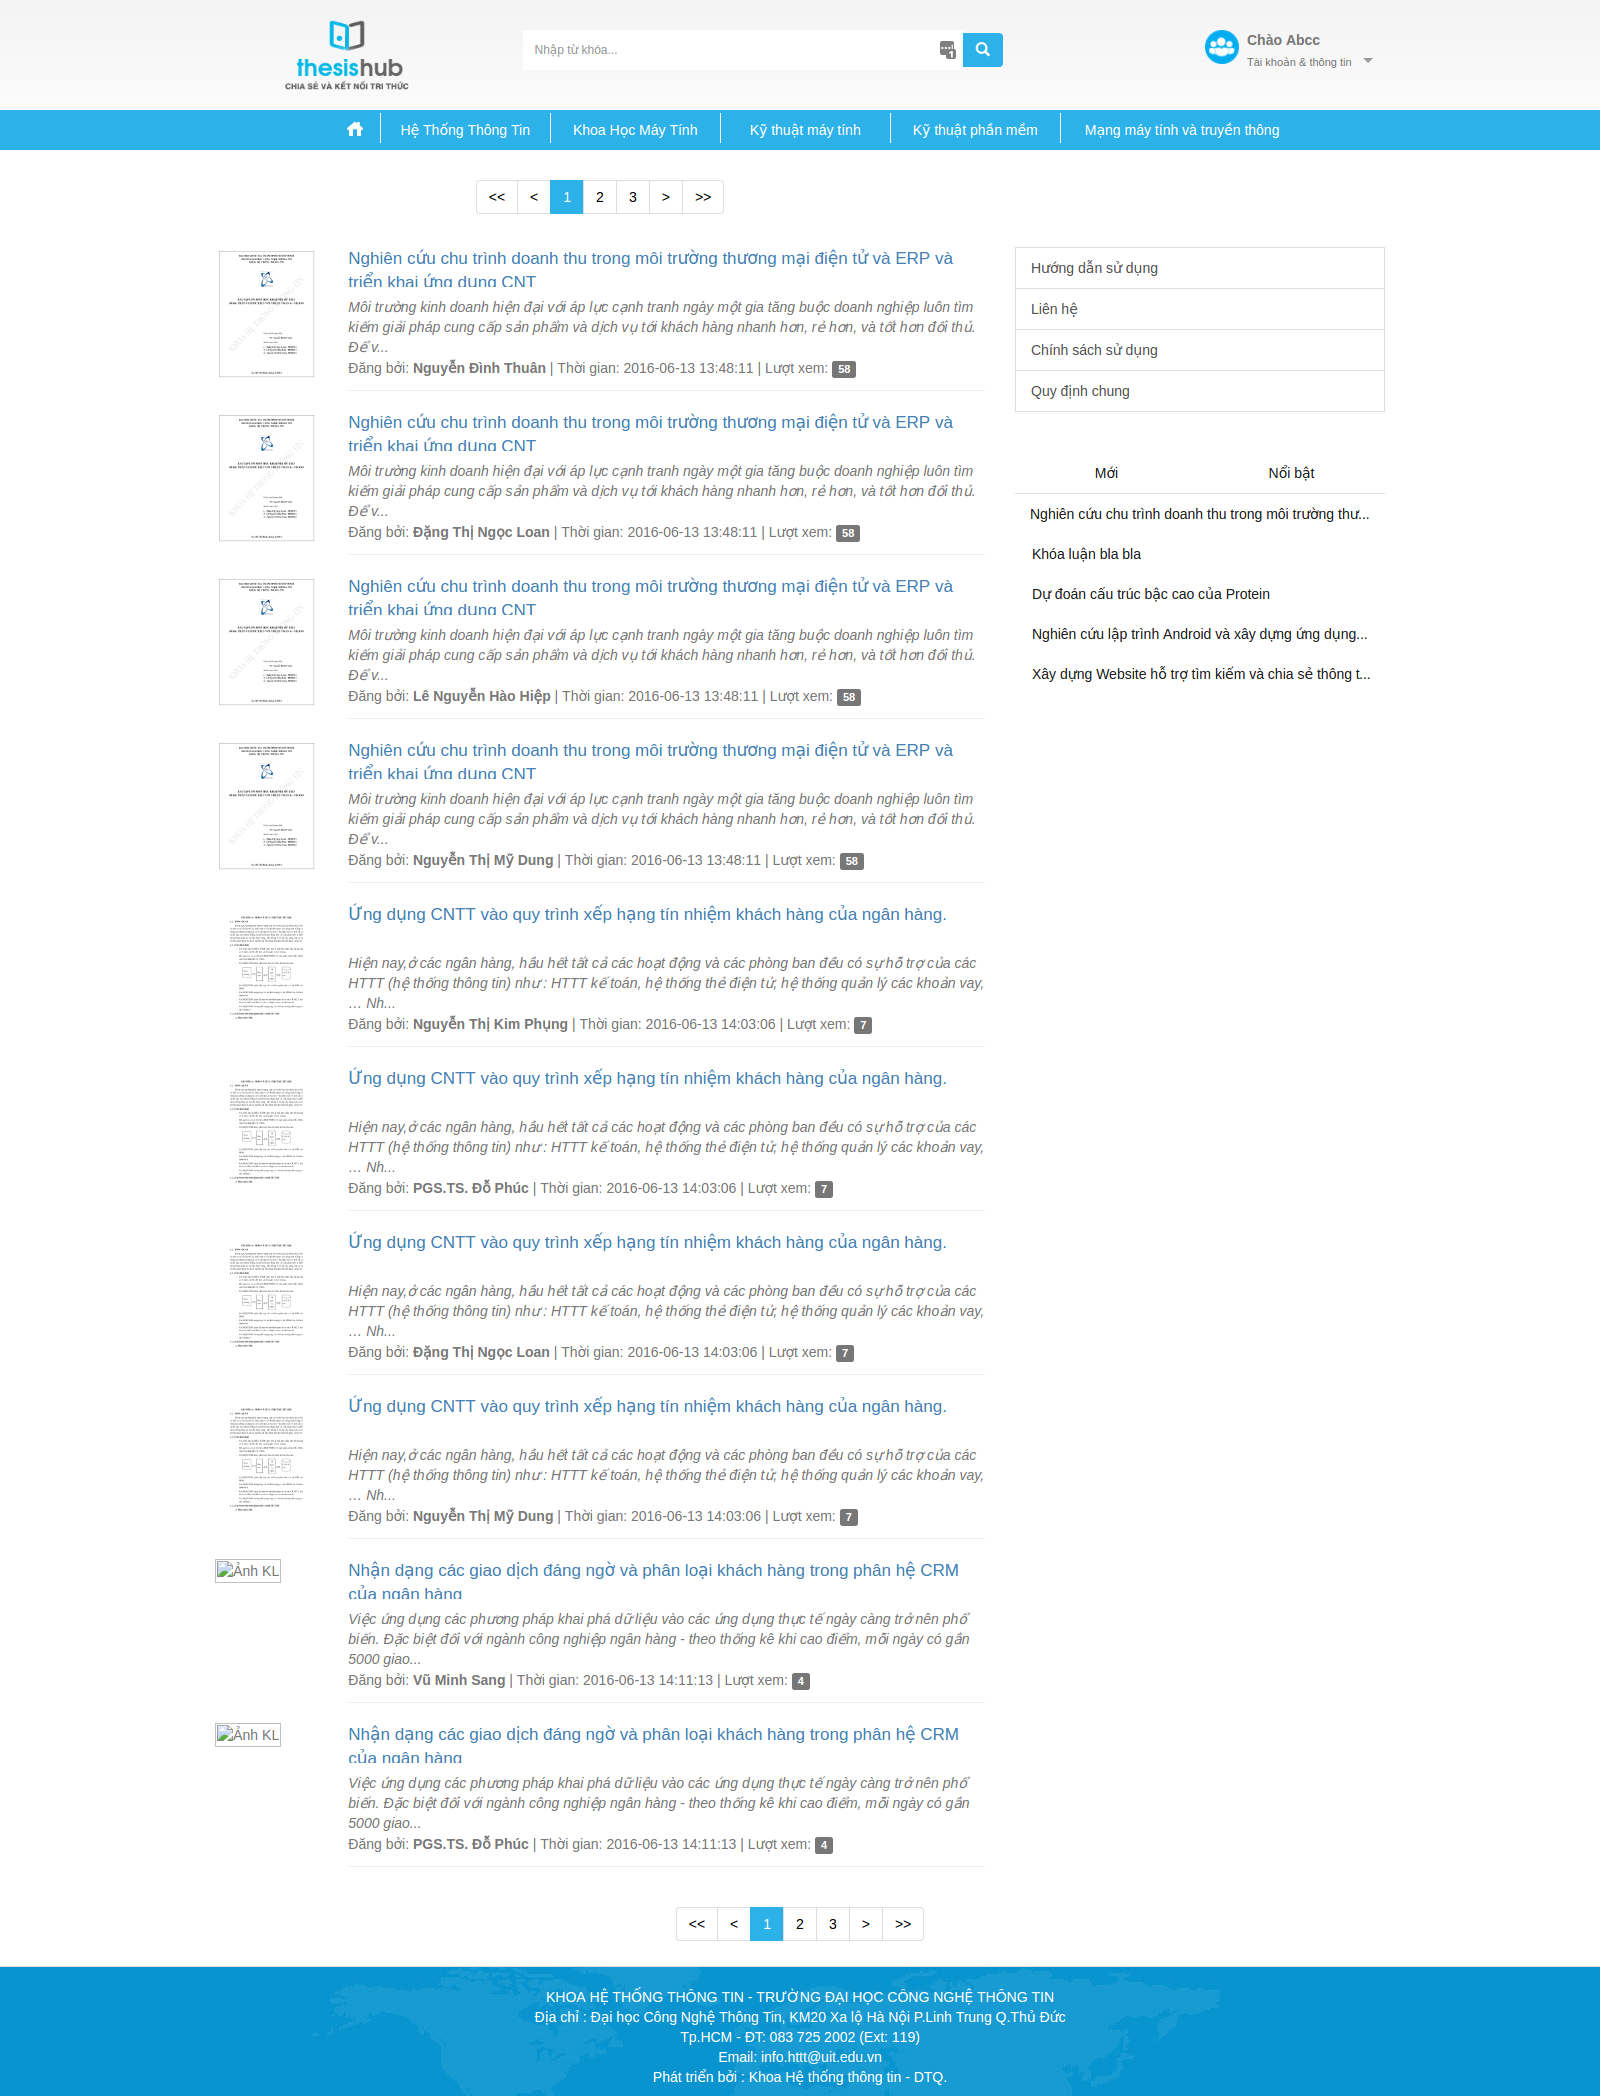 thesishub
CHIA SẺ VÀ KẾT NỐI TRI THỨC
Nhập từ khóa...
Chào Abcc
Tài khoản & thông tin
Hệ Thống Thông Tin
Khoa Học Máy Tính
Kỹ thuật máy tính
Kỹ thuật phần mềm
Mạng máy tính và truyền thông
<< < 1 2 3 > >>
Nghiên cứu chu trình doanh thu trong môi trường thương mại điện tử và ERP và
triển khai ứng dụng CNT
Môi trường kinh doanh hiện đại với áp lực cạnh tranh ngày một gia tăng buộc doanh nghiệp luôn tìm
kiếm giải pháp cung cấp sản phẩm và dịch vụ tới khách hàng nhanh hơn, rẻ hơn, và tốt hơn đối thủ.
Để v...
Đăng bởi: Nguyễn Đình Thuân | Thời gian: 2016-06-13 13:48:11 | Lượt xem: 58
Nghiên cứu chu trình doanh thu trong môi trường thương mại điện tử và ERP và
triển khai ứng dụng CNT
Môi trường kinh doanh hiện đại với áp lực cạnh tranh ngày một gia tăng buộc doanh nghiệp luôn tìm
kiếm giải pháp cung cấp sản phẩm và dịch vụ tới khách hàng nhanh hơn, rẻ hơn, và tốt hơn đối thủ.
Để v...
Đăng bởi: Đặng Thị Ngọc Loan | Thời gian: 2016-06-13 13:48:11 | Lượt xem: 58
Nghiên cứu chu trình doanh thu trong môi trường thương mại điện tử và ERP và
triển khai ứng dụng CNT
Môi trường kinh doanh hiện đại với áp lực cạnh tranh ngày một gia tăng buộc doanh nghiệp luôn tìm
kiếm giải pháp cung cấp sản phẩm và dịch vụ tới khách hàng nhanh hơn, rẻ hơn, và tốt hơn đối thủ.
Để v...
Đăng bởi: Lê Nguyễn Hào Hiệp | Thời gian: 2016-06-13 13:48:11 | Lượt xem: 58
Nghiên cứu chu trình doanh thu trong môi trường thương mại điện tử và ERP và
triển khai ứng dụng CNT
Môi trường kinh doanh hiện đại với áp lực cạnh tranh ngày một gia tăng buộc doanh nghiệp luôn tìm
kiếm giải pháp cung cấp sản phẩm và dịch vụ tới khách hàng nhanh hơn, rẻ hơn, và tốt hơn đối thủ.
Để v...
Đăng bởi: Nguyễn Thị Mỹ Dung | Thời gian: 2016-06-13 13:48:11 | Lượt xem: 58
Ứng dụng CNTT vào quy trình xếp hạng tín nhiệm khách hàng của ngân hàng.
Hiện nay,ở các ngân hàng, hầu hết tất cả các hoạt động và các phòng ban đều có sự hỗ trợ của các
HTTT (hệ thống thông tin) như : HTTT kế toán, hệ thống thẻ điện tử, hệ thống quản lý các khoản vay,
… Nh...
Đăng bởi: Nguyễn Thị Kim Phụng | Thời gian: 2016-06-13 14:03:06 | Lượt xem: 7
Ứng dụng CNTT vào quy trình xếp hạng tín nhiệm khách hàng của ngân hàng.
Hiện nay,ở các ngân hàng, hầu hết tất cả các hoạt động và các phòng ban đều có sự hỗ trợ của các
HTTT (hệ thống thông tin) như : HTTT kế toán, hệ thống thẻ điện tử, hệ thống quản lý các khoản vay,
… Nh...
Đăng bởi: PGS.TS. Đỗ Phúc | Thời gian: 2016-06-13 14:03:06 | Lượt xem: 7
Ứng dụng CNTT vào quy trình xếp hạng tín nhiệm khách hàng của ngân hàng.
Hiện nay,ở các ngân hàng, hầu hết tất cả các hoạt động và các phòng ban đều có sự hỗ trợ của các
HTTT (hệ thống thông tin) như : HTTT kế toán, hệ thống thẻ điện tử, hệ thống quản lý các khoản vay,
… Nh...
Đăng bởi: Đặng Thị Ngọc Loan | Thời gian: 2016-06-13 14:03:06 | Lượt xem: 7
Ứng dụng CNTT vào quy trình xếp hạng tín nhiệm khách hàng của ngân hàng.
Hiện nay,ở các ngân hàng, hầu hết tất cả các hoạt động và các phòng ban đều có sự hỗ trợ của các
HTTT (hệ thống thông tin) như : HTTT kế toán, hệ thống thẻ điện tử, hệ thống quản lý các khoản vay,
… Nh...
Đăng bởi: Nguyễn Thị Mỹ Dung | Thời gian: 2016-06-13 14:03:06 | Lượt xem: 7
Ảnh KL
Nhận dạng các giao dịch đáng ngờ và phân loại khách hàng trong phân hệ CRM
của ngân hàng
Việc ứng dụng các phương pháp khai phá dữ liệu vào các ứng dụng thực tế ngày càng trở nên phổ
biến. Đặc biệt đối với ngành công nghiệp ngân hàng - theo thống kê khi cao điểm, mỗi ngày có gần
5000 giao...
Đăng bởi: Vũ Minh Sang | Thời gian: 2016-06-13 14:11:13 | Lượt xem: 4
Ảnh KL
Nhận dạng các giao dịch đáng ngờ và phân loại khách hàng trong phân hệ CRM
của ngân hàng
Việc ứng dụng các phương pháp khai phá dữ liệu vào các ứng dụng thực tế ngày càng trở nên phổ
biến. Đặc biệt đối với ngành công nghiệp ngân hàng - theo thống kê khi cao điểm, mỗi ngày có gần
5000 giao...
Đăng bởi: PGS.TS. Đỗ Phúc | Thời gian: 2016-06-13 14:11:13 | Lượt xem: 4
Hướng dẫn sử dụng
Liên hệ
Chính sách sử dụng
Quy định chung
Mới
Nổi bật
Nghiên cứu chu trình doanh thu trong môi trường thư...
Khóa luận bla bla
Dự đoán cấu trúc bậc cao của Protein
Nghiên cứu lập trình Android và xây dựng ứng dụng...
Xây dựng Website hỗ trợ tìm kiếm và chia sẻ thông t...
<< < 1 2 3 > >>
KHOA HỆ THỐNG THÔNG TIN - TRƯỜNG ĐẠI HỌC CÔNG NGHỆ THÔNG TIN
Địa chỉ : Đại học Công Nghệ Thông Tin, KM20 Xa lộ Hà Nội P.Linh Trung Q.Thủ Đức
Tp.HCM - ĐT: 083 725 2002 (Ext: 119)
Email: info.httt@uit.edu.vn
Phát triển bởi : Khoa Hệ thống thông tin - DTQ.